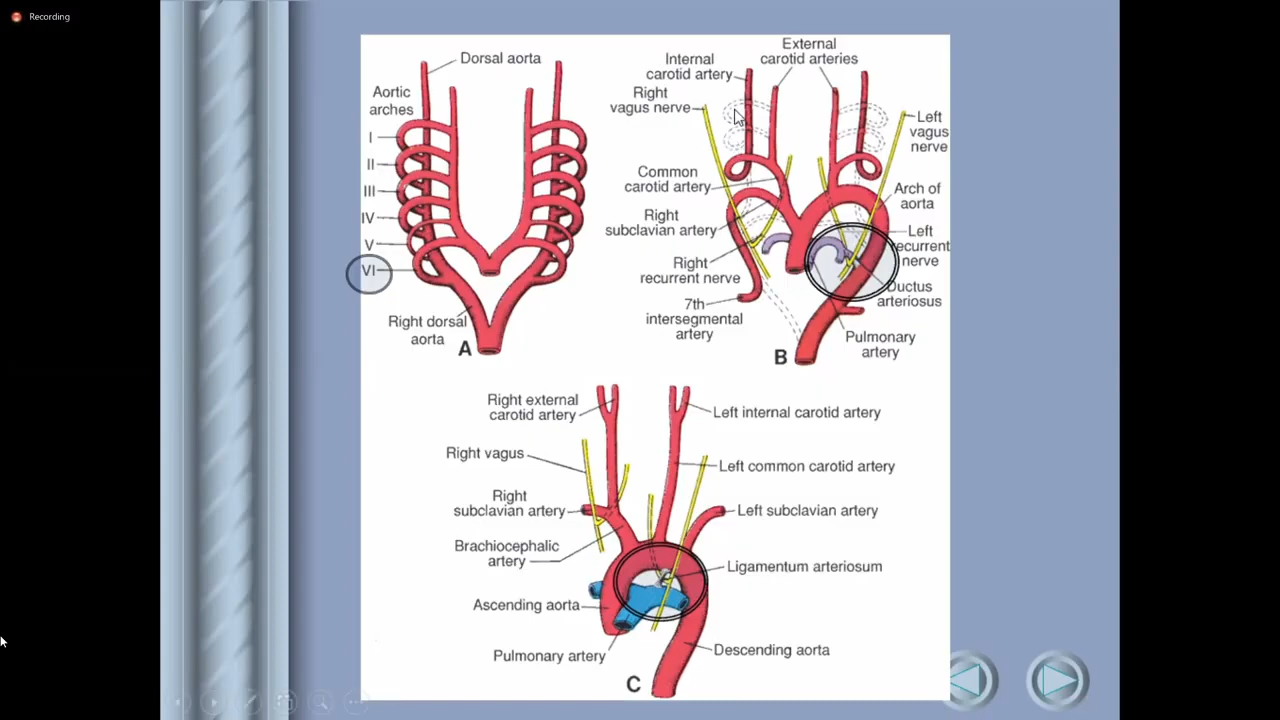 Recording
Dorsal aorta
Aortic
arches
I
II
III
IV
V
VI
Right dorsal
aorta
A
External
carotid arteries
Internal
carotid artery
Right
vagus nerve
Left
vagus
nerve
Common
carotid artery
Arch of
aorta
Right
subclavian artery
Left
recurrent
nerve
Right
recurrent nerve
Ductus
arteriosus
7th
intersegmental
artery
Pulmonary
artery
B
Right external
carotid artery
Left internal carotid artery
Right vagus
Left common carotid artery
Right
subclavian artery
Left subclavian artery
Brachiocephalic
artery
Ligamentum arteriosum
Ascending aorta
Pulmonary artery
Descending aorta
C